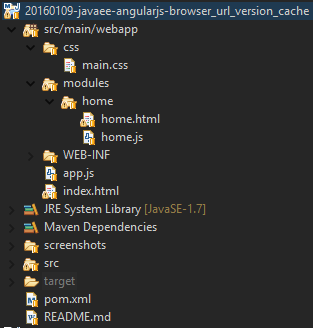 20160109-javaee-angularjs-browser_url_version_cache
src/main/webapp
css
main.css
modules
home
home.html
home.js
WEB-INF
app.js
index.html
JRE System Library [JavaSE-1.7]
Maven Dependencies
screenshots
src
target
pom.xml
README.md